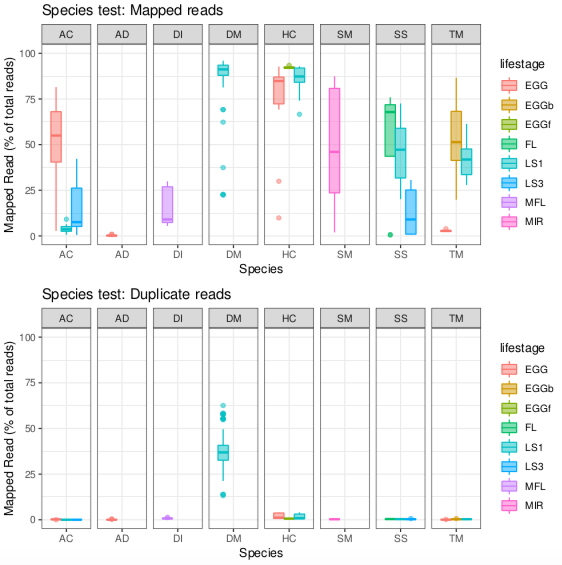 Species test: Mapped reads
AC AD DI DM HC SM SS TM
100
75
50
25
0
Mapped Read (% of total reads)
AC AD DI DM HC SM SS TM
Species
lifestage
EGG
EGGb
EGGf
FL
LS1
LS3
MFL
MIR
Species test: Duplicate reads
AC AD DI DM HC SM SS TM
100
75
50
25
0
Mapped Read (% of total reads)
AC AD DI DM HC SM SS TM
Species
lifestage
EGG
EGGb
EGGf
FL
LS1
LS3
MFL
MIR